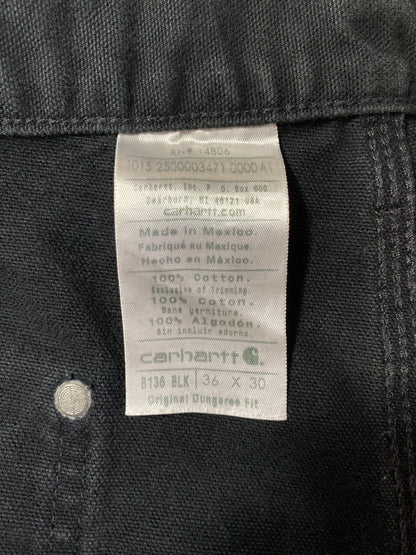 RN# 14806
1015 2500003471 0000 A1
Carhartt, Inc. P. O. Box 600.
Dearbord, MI 48121 USA
carhartt.com
Made in Mexico.
Fabriqué au Mexique.
Hecho en México.
100% Cotton.
Exclusive of Trimming.
100% Coton.
Sans garniture.
100% Algodón.
Sin incluir adorno.
carhartt
8136 BLK 36 X 30
Original Dungaree Fit